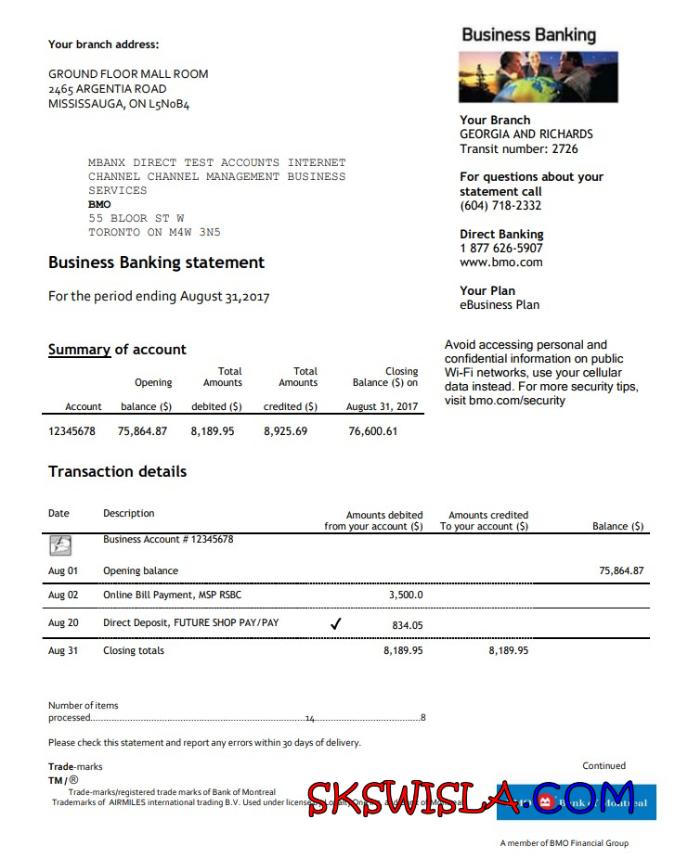 Business Banking
Your branch address:
GROUND FLOOR MALL ROOM
2465 ARGENTIA ROAD
MISSISSAUGA, ON L5N0B4
Your Branch
GEORGIA AND RICHARDS
Transit number: 2726
MBANX DIRECT TEST ACCOUNTS INTERNET
CHANNEL CHANNEL MANAGEMENT BUSINESS
SERVICES
BMO
55 BLOOR ST W
TORONTO ON M4W 3N5
For questions about your
statement call
(604) 718-2332
Direct Banking
1 877 626-5907
www.bmo.com
Your Plan
eBusiness Plan
Business Banking statement
For the period ending August 31,2017
Avoid accessing personal and
confidential information on public
Wi-Fi networks, use your cellular
data instead. For more security tips,
visit bmo.com/security
Summary of account
Total Total Closing
Opening Amounts Amounts Balance ($) on
Account balance ($) debited ($) credited ($) August 31, 2017
12345678 75,864.87 8,189.95 8,925.69 76,600.61
Transaction details
Date Description Amounts debited Amounts credited
from your account ($) To your account ($) Balance ($)
Business Account # 12345678
Aug 01 Opening balance 75,864.87
Aug 02 Online Bill Payment, MSP RSBC 3,500.0
Aug 20 Direct Deposit, FUTURE SHOP PAY/PAY ✓ 834.05
Aug 31 Closing totals 8,189.95 8,189.95
Number of items
processed.....14.....8
Please check this statement and report any errors within 30 days of delivery.
Trade-marks Continued
TM/®
Trade-marks/registered trade marks of Bank of Montreal
Trademarks of AIRMILES international trading B.V. Used under license
SKSWISLA.COM
Bank of Montreal
A member of BMO Financial Group